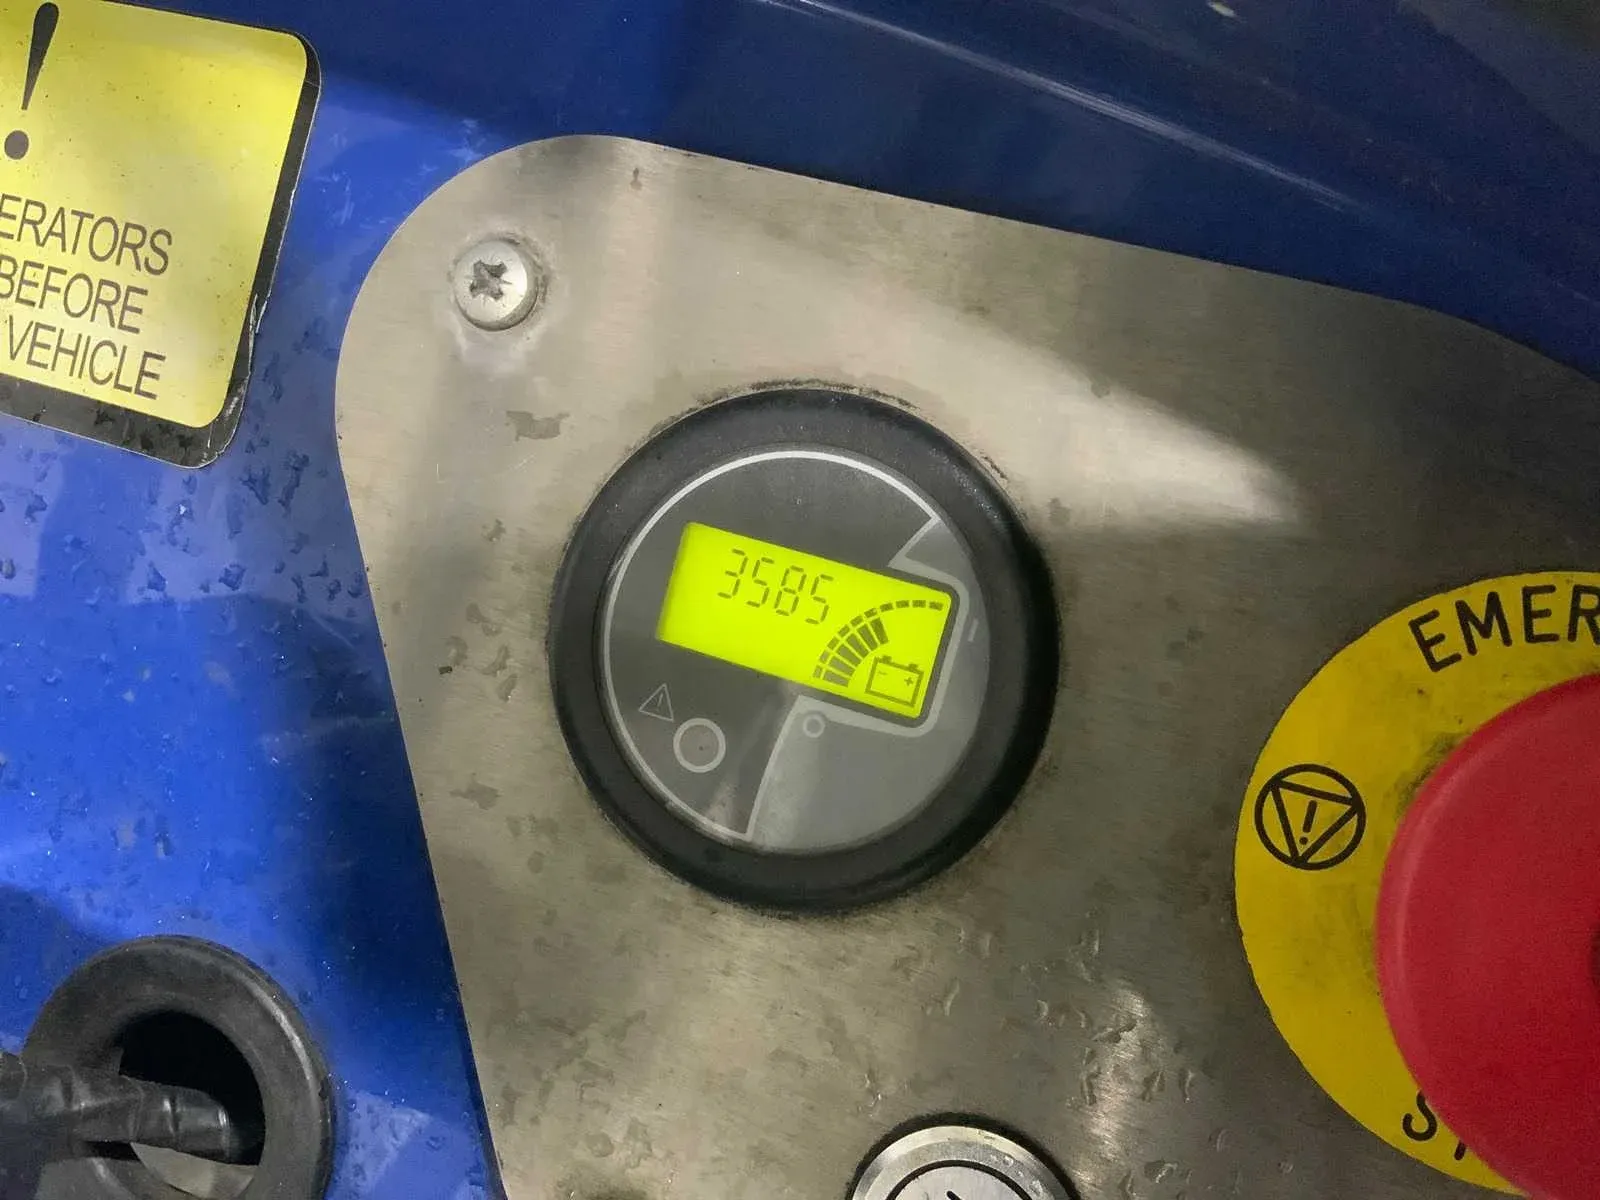 !
ERATORS
BEFORE
VEHICLE
3585
- +
EMER
!
S